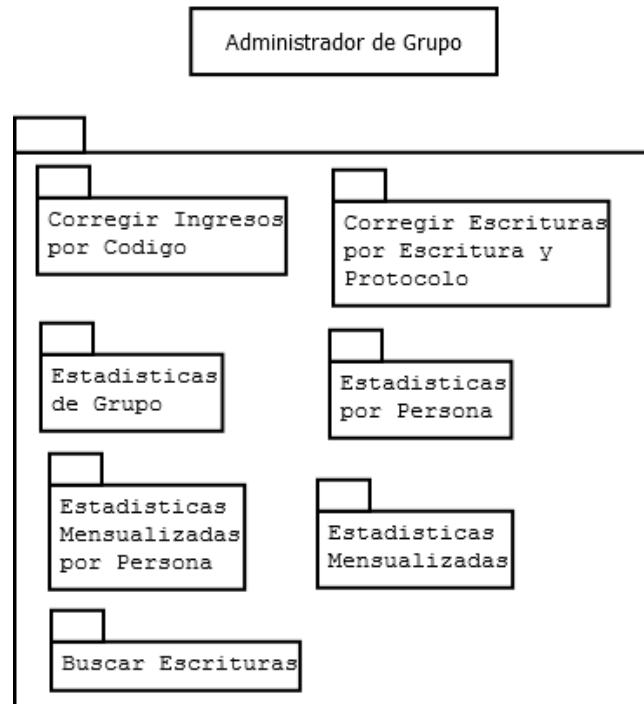 Administrador de Grupo
Corregir Ingresos
por Codigo
Corregir Escrituras
por Escritura y
Protocolo
Estadisticas
de Grupo
Estadisticas
por Persona
Estadisticas
Mensualizadas
por Persona
Estadisticas
Mensualizadas
Buscar Escrituras